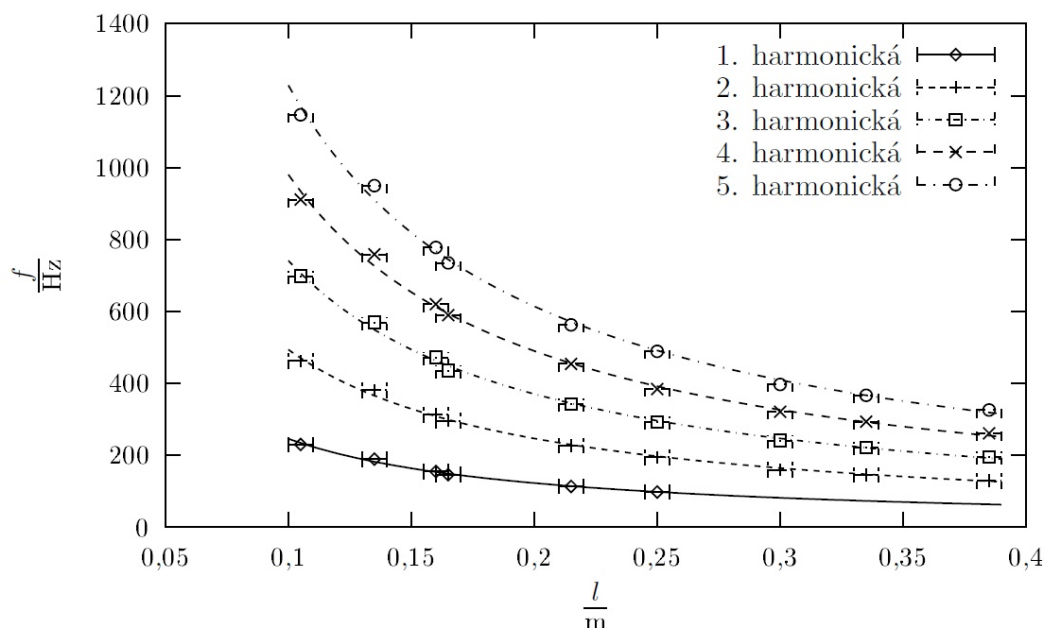 1400
1200
1000
800
600
400
200
0
f
Hz
1. harmonická
2. harmonická
3. harmonická
4. harmonická
5. harmonická
0,05 0,1 0,15 0,2 0,25 0,3 0,35 0,4
l
m